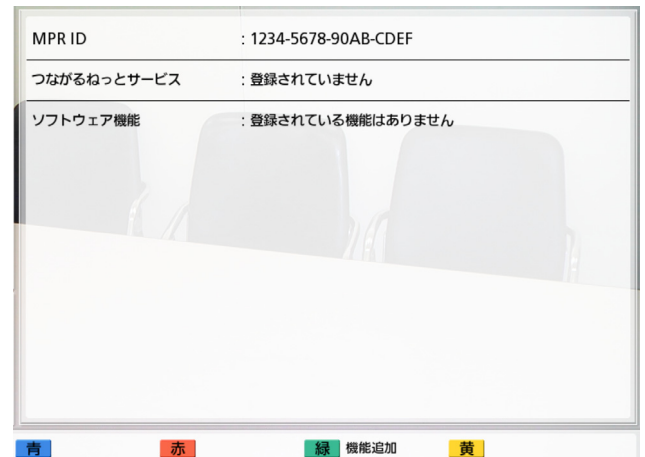 MPR ID : 1234-5678-90AB-CDEF
つながるねっとサービス : 登録されていません
ソフトウェア機能 : 登録されている機能はありません
青 赤 緑 機能追加 黄